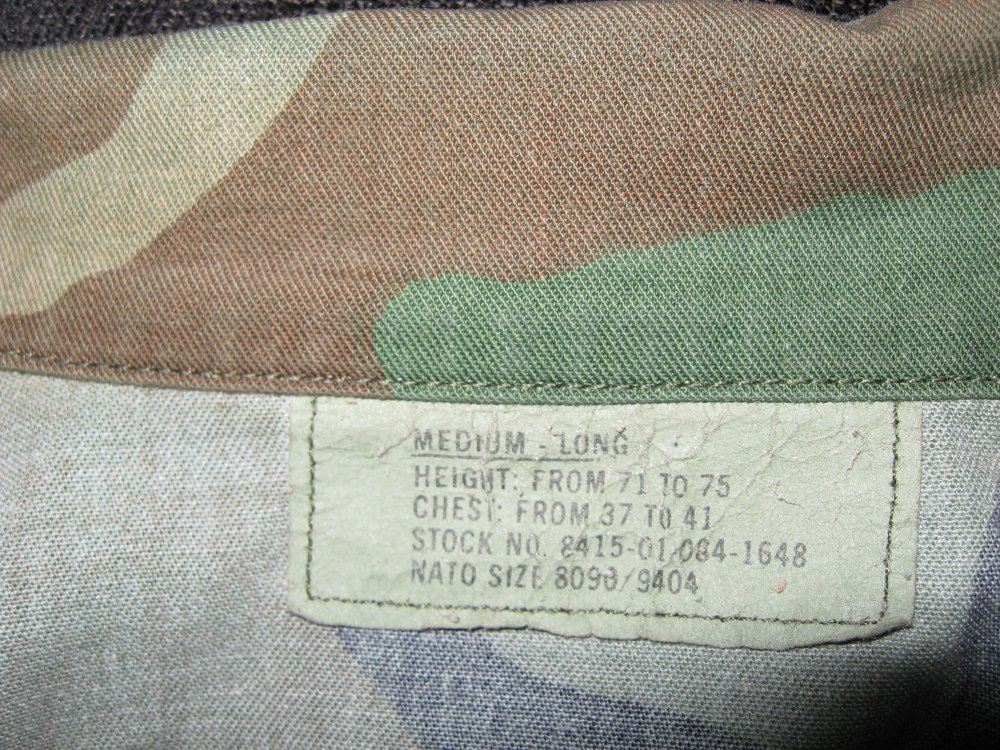 MEDIUM - LONG
HEIGHT: FROM 71 TO 75
CHEST: FROM 37 TO 41
STOCK NO. 8415-01-084-1648
NATO SIZE 8090/9404